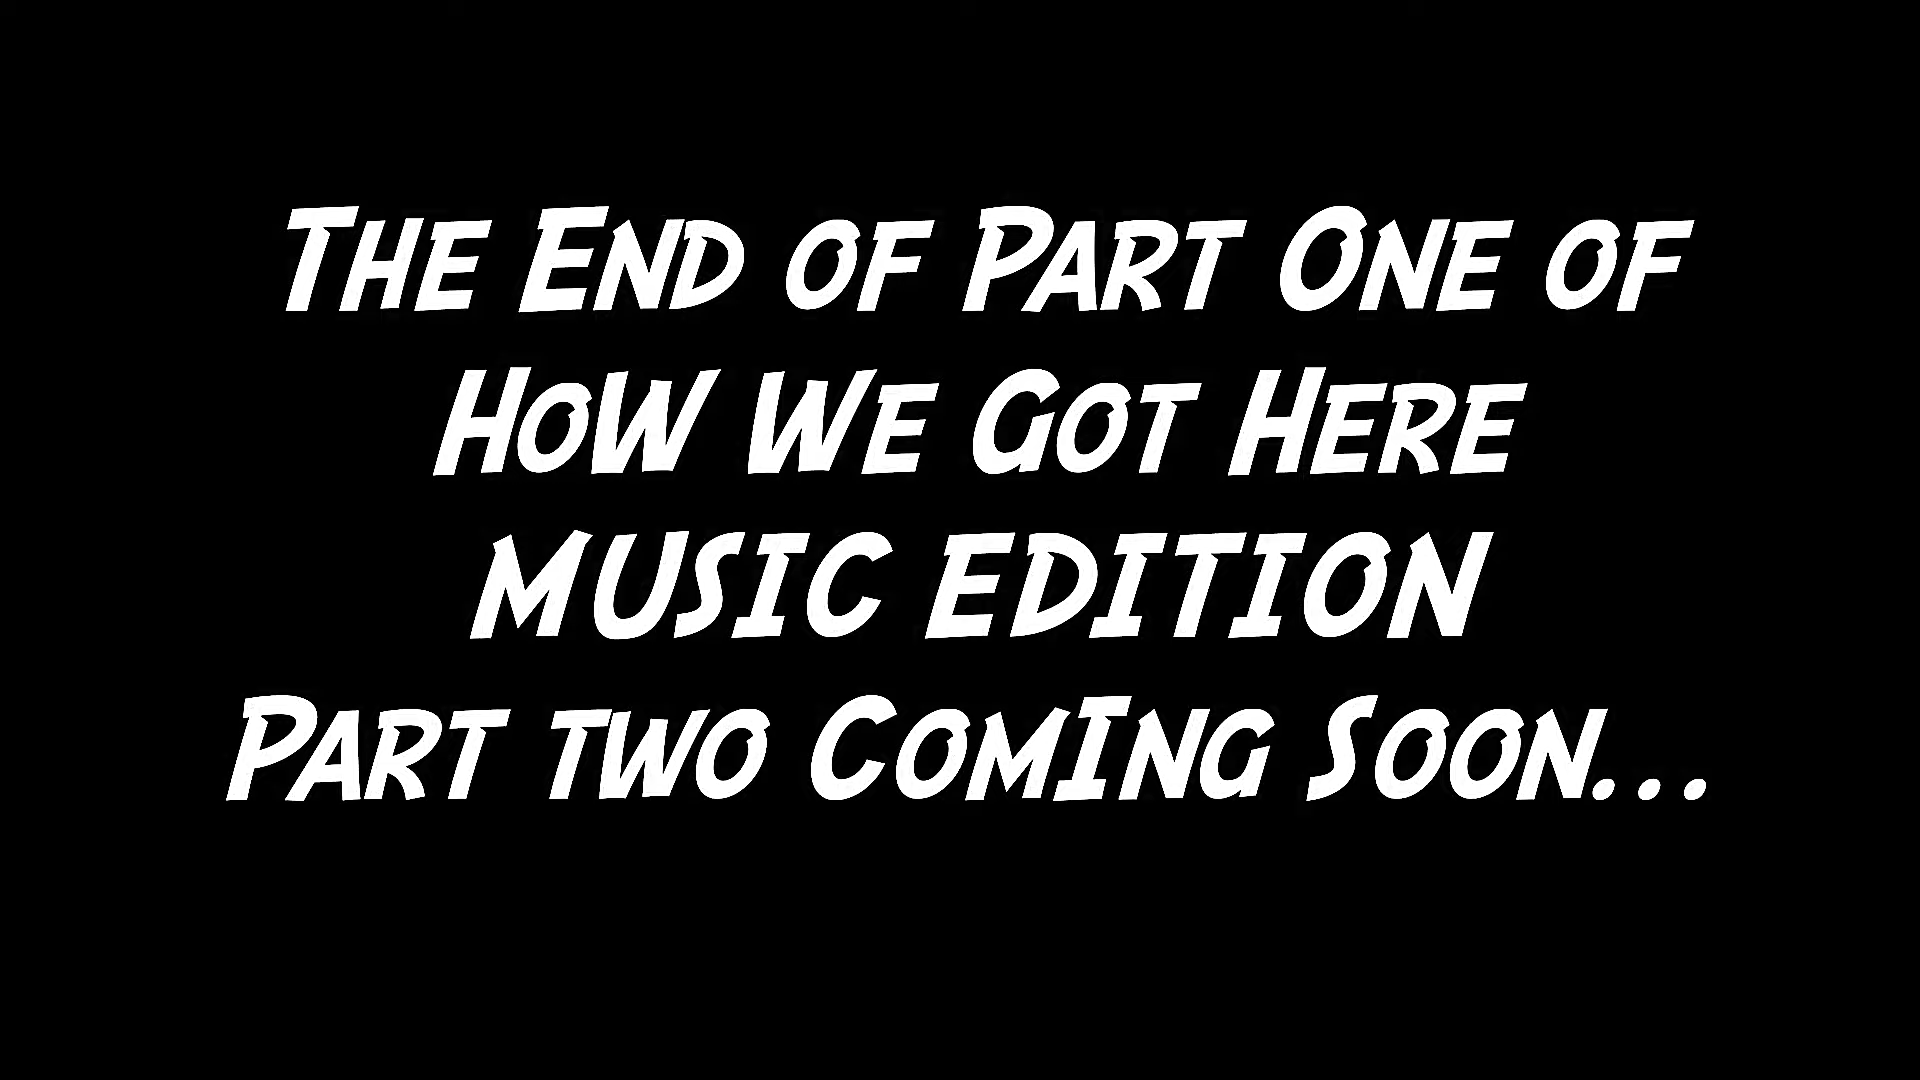 The End of Part One of
How We Got Here
MUSIC EDITION
Part two ComIng Soon...